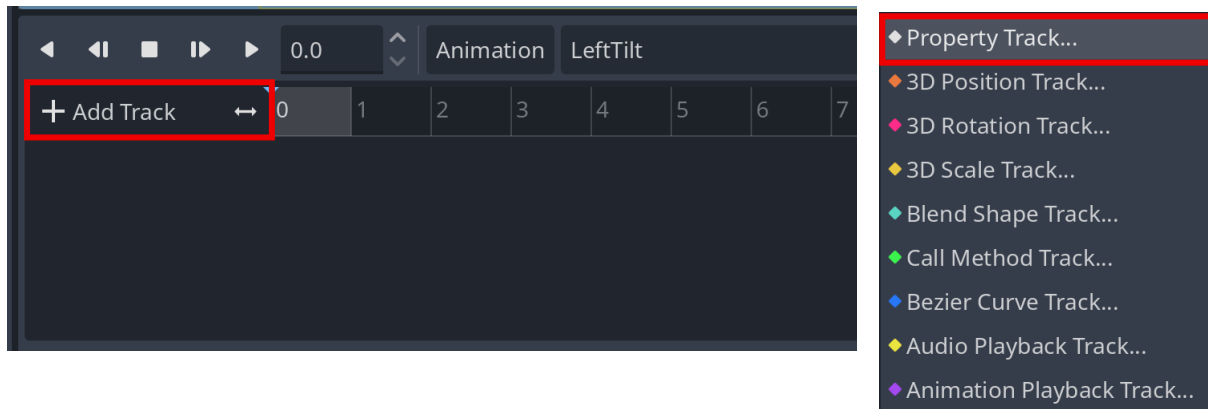 0.0 Animation LeftTilt
Add Track 0 1 2 3 4 5 6 7
Property Track...
3D Position Track...
3D Rotation Track...
3D Scale Track...
Blend Shape Track...
Call Method Track...
Bezier Curve Track...
Audio Playback Track...
Animation Playback Track...